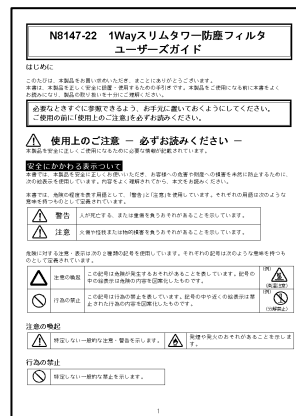 N8147-22　1Wayスリムタワー防塵フィルタ
ユーザーズガイド
はじめに
このたびは、本製品をお買い求めいただき、まことにありがとうございます。
本書は、本製品を正しく安全に設置・使用するための手引きです。本製品をご使用になる前に本書をよく
お読みになり、製品の取り扱いを十分にご理解ください。
必要なときすぐに参照できるよう、お手元に置いておくようにしてください。
ご使用の前に「使用上のご注意」を必ずお読みください。
使用上のご注意 － 必ずお読みください －
本製品を安全に正しくご使用になるために必要な情報が記載されています。
安全にかかわる表示ついて
本書では、本製品を安全に正しくお使いいただき、お客様への危害や財産への損害を未然に防止するために、
次の絵表示を使用しています。内容をよく理解されてから、本文をお読みください。
本書では、危険の程度を表す用語として、「警告」と「注意」を使用しています。それぞれの用語は次のような
意味を持つものとして定義されています。
警告　人が死亡する、または重傷を負うおそれがあることを示しています。
注意　火傷や怪我または物的損害を負うおそれがあることを示しています。
危険に対する注意・表示は次の2種類の記号を使用しています。それぞれの記号は次のような意味を持つも
のとして定義されています。
注意の喚起　この記号は危険が発生するおそれがあることを表しています。記号の
中の絵表示は危険の内容を図案化したものです。
(例)
(高温注意)
行為の禁止　この記号は行為の禁止を表しています。記号の中や近くの絵表示は禁
止された行為の内容を図案化したものです。
(例)
(分解禁止)
注意の喚起
特定しない一般的な注意・警告を示します。
発煙や発火のおそれがあることを示しま
す。
行為の禁止
特定しない一般的な禁止を示します。
1